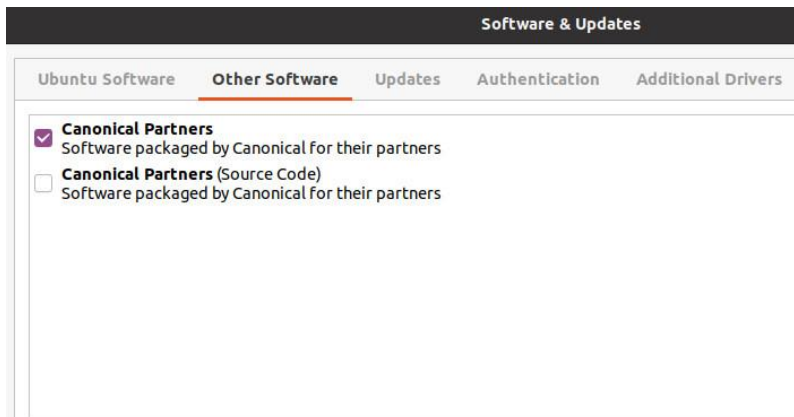 Software & Updates
Ubuntu Software Other Software Updates Authentication Additional Drivers
Canonical Partners
Software packaged by Canonical for their partners
Canonical Partners (Source Code)
Software packaged by Canonical for their partners